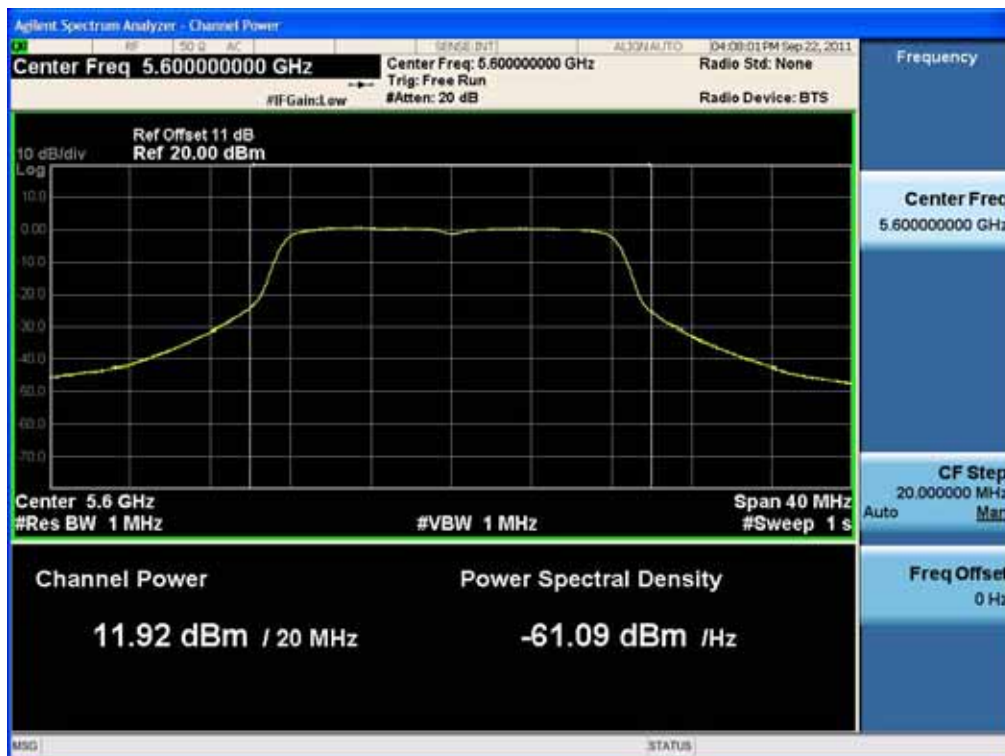 Agilent Spectrum Analyzer - Channel Power
RF 50 Ω AC SENSE:INT ALIGN AUTO 04:08:01 PM Sep 22, 2011
Center Freq 5.600000000 GHz
Center Freq: 5.600000000 GHz
Radio Std: None
Trig: Free Run
#IFGain:Low
#Atten: 20 dB
Radio Device: BTS
Ref Offset 11 dB
10 dB/div
Ref 20.00 dBm
Log
10.0
0.00
-10.0
-20.0
-30.0
-40.0
-50.0
-60.0
-70.0
Center 5.6 GHz
Span 40 MHz
#Res BW 1 MHz
#VBW 1 MHz
#Sweep 1 s
Channel Power
Power Spectral Density
11.92 dBm / 20 MHz
-61.09 dBm /Hz
MSG
STATUS
Frequency
Center Freq
5.600000000 GHz
CF Step
20.000000 MHz
Auto Man
Freq Offset
0 Hz